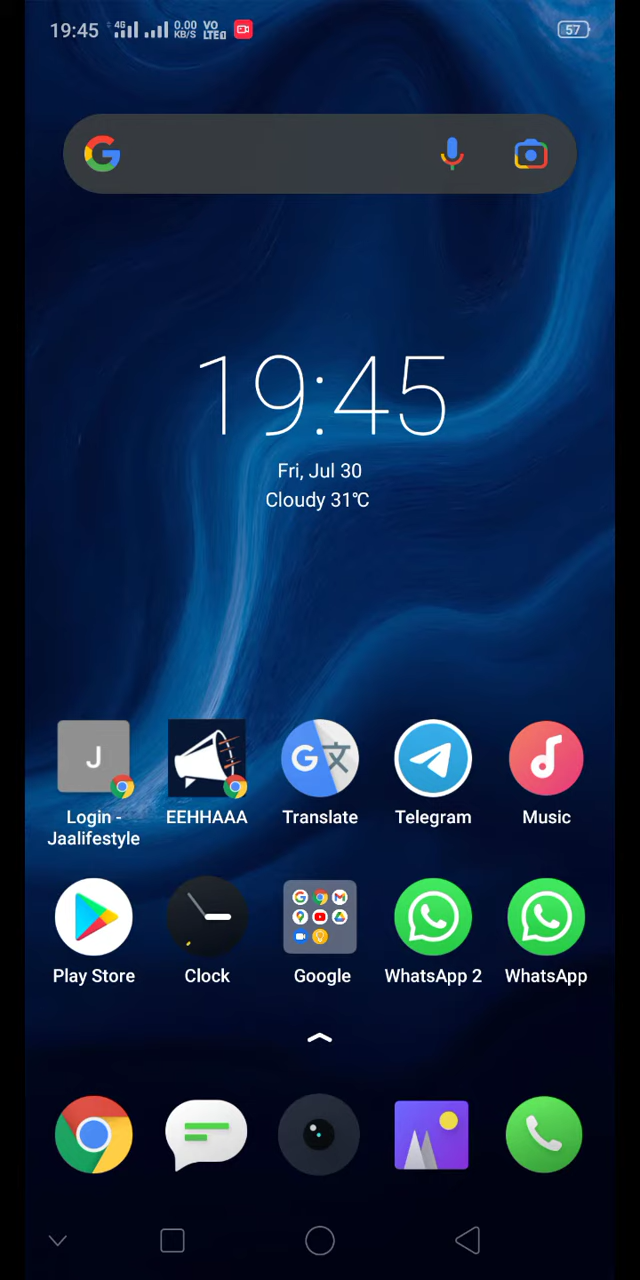 19:45 4G 0.00 KB/S VO LTE 57
19:45
Fri, Jul 30
Cloudy 31℃
J
Login - Jaalifestyle
EEHHAAA
Translate
Telegram
Music
Play Store
Clock
Google
WhatsApp 2
WhatsApp